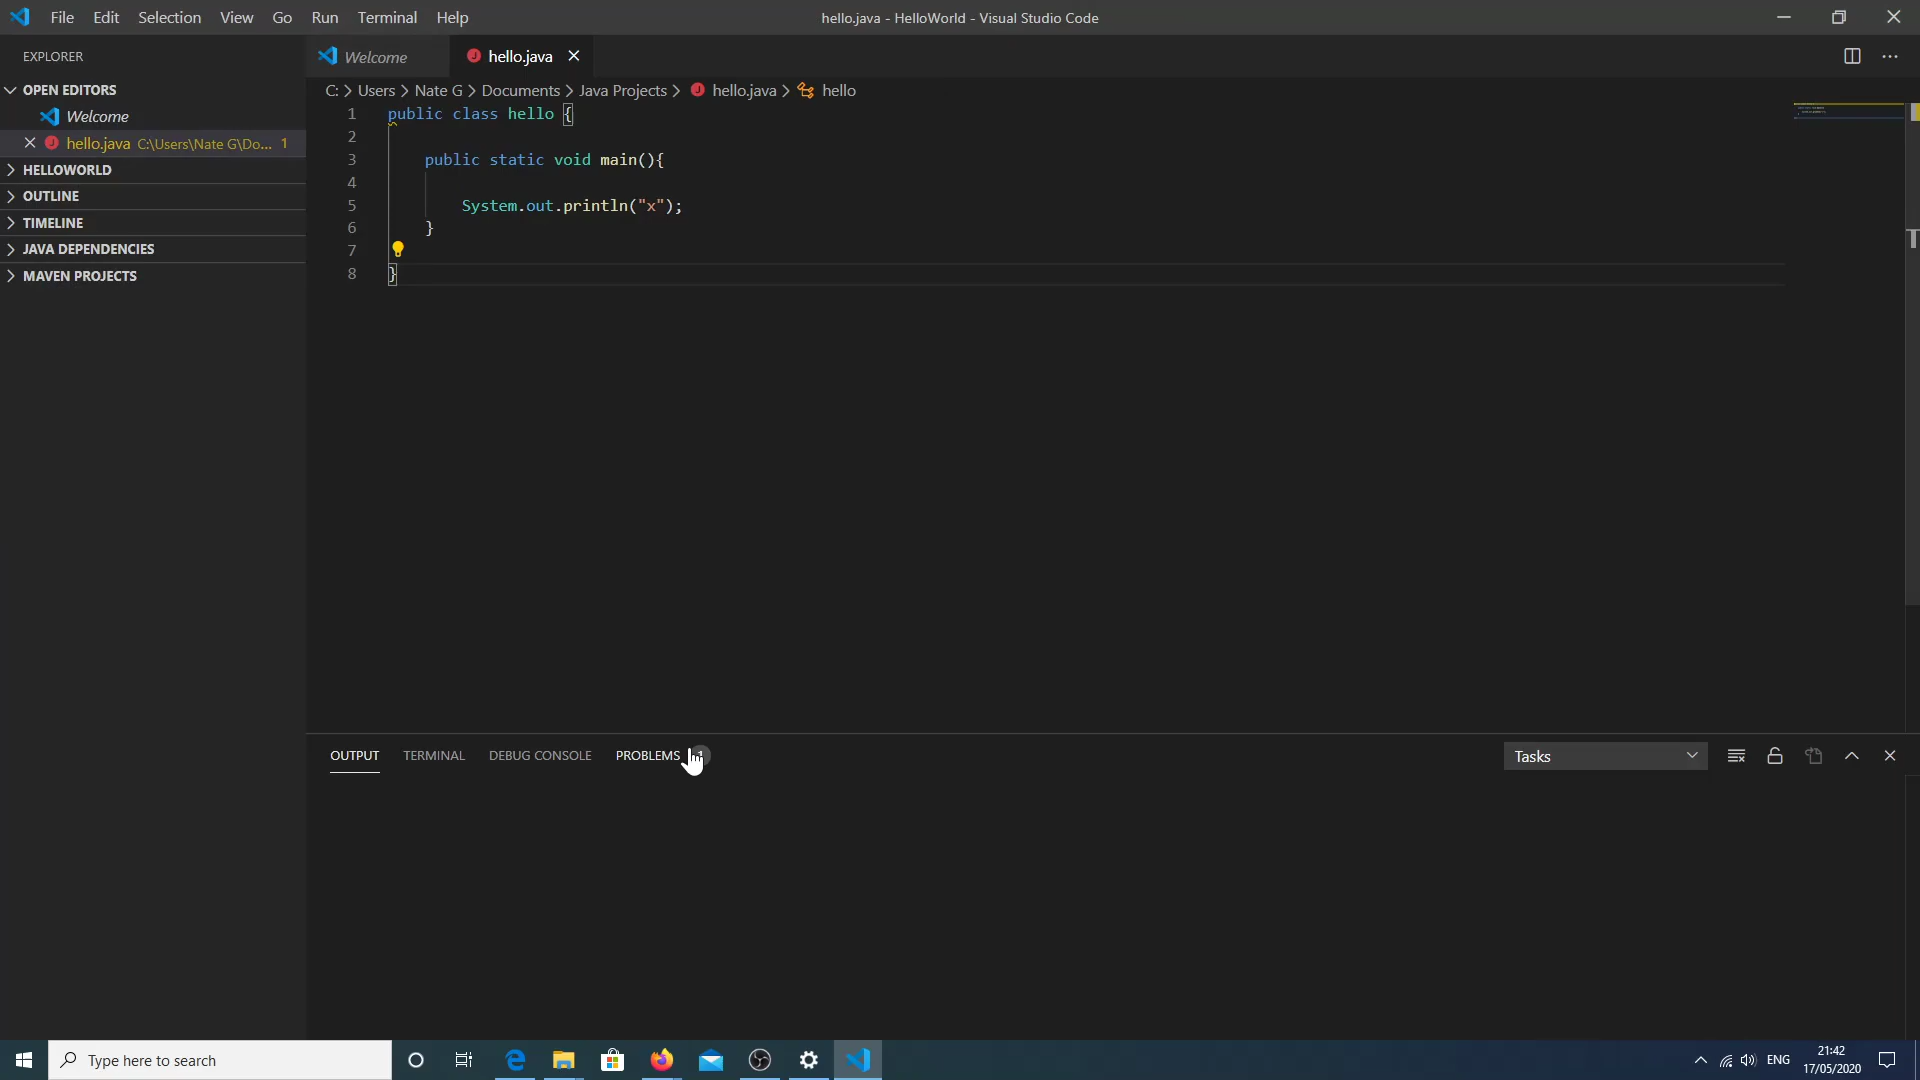 File Edit Selection View Go Run Terminal Help
hello.java - HelloWorld - Visual Studio Code
EXPLORER
Welcome
hello.java
OPEN EDITORS
Welcome
hello.java C:\Users\Nate G\Do... 1
HELLOWORLD
OUTLINE
TIMELINE
JAVA DEPENDENCIES
MAVEN PROJECTS
C: > Users > Nate G > Documents > Java Projects > hello.java > hello
1 public class hello {
2
3 public static void main(){
4
5 System.out.println("x");
6 }
7
8 }
OUTPUT TERMINAL DEBUG CONSOLE PROBLEMS 1
Tasks
Type here to search
ENG
21:42
17/05/2020